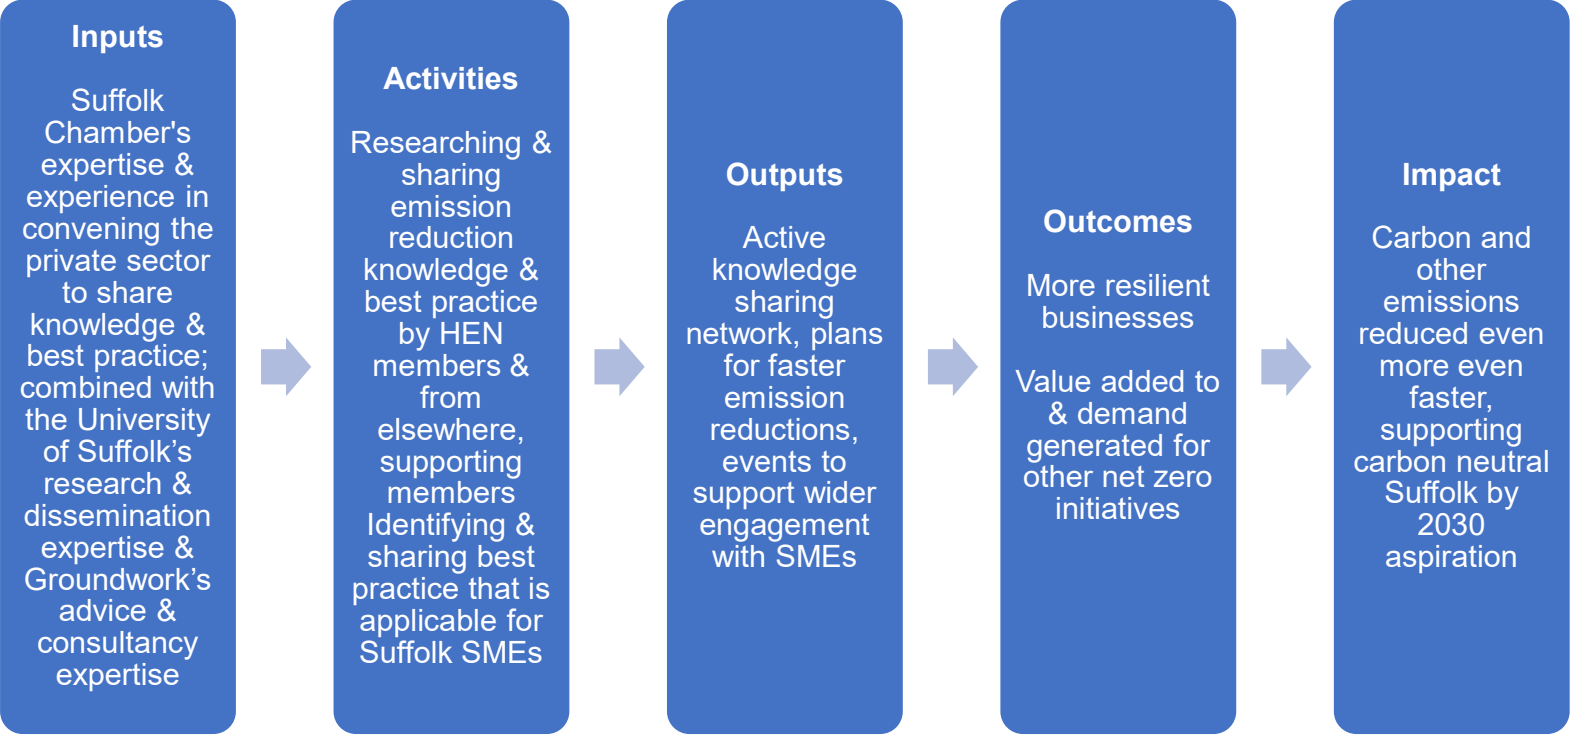 Inputs
Suffolk
Chamber's
expertise &
experience in
convening the
private sector
to share
knowledge &
best practice;
combined with
the University
of Suffolk’s
research &
dissemination
expertise &
Groundwork’s
advice &
consultancy
expertise
Activities
Researching &
sharing
emission
reduction
knowledge &
best practice
by HEN
members &
from
elsewhere,
supporting
members
Identifying &
sharing best
practice that is
applicable for
Suffolk SMEs
Outputs
Active
knowledge
sharing
network, plans
for faster
emission
reductions,
events to
support wider
engagement
with SMEs
Outcomes
More resilient
businesses
Value added to
& demand
generated for
other net zero
initiatives
Impact
Carbon and
other
emissions
reduced even
more even
faster,
supporting
carbon neutral
Suffolk by
2030
aspiration